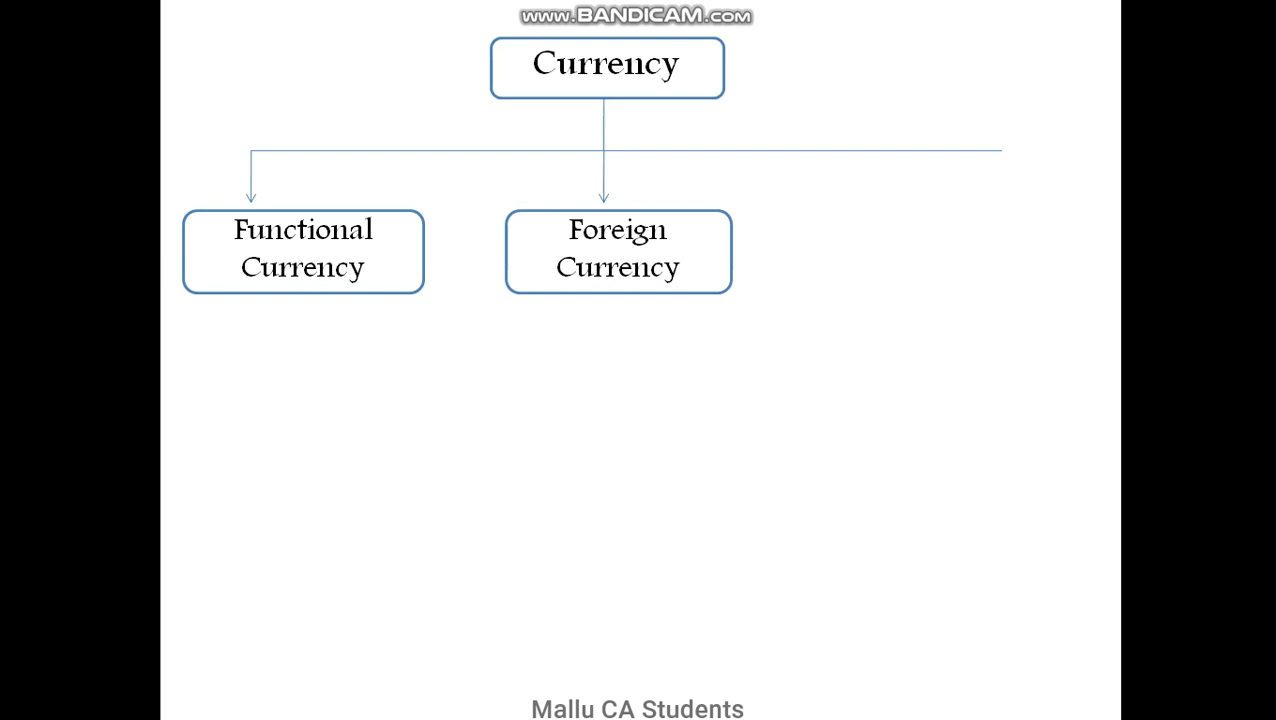 www.BANDICAM.com
Currency
Functional
Currency
Foreign
Currency
Mallu CA Students